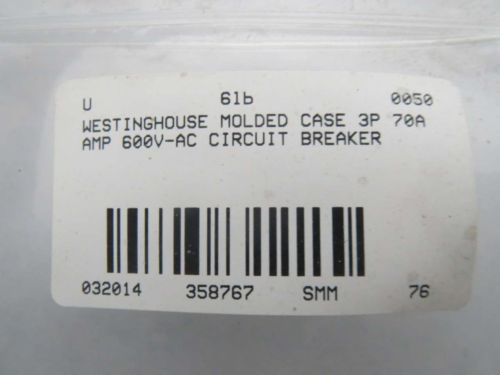 U 61b 0050
WESTINGHOUSE MOLDED CASE 3P 70A
AMP 600V-AC CIRCUIT BREAKER
032014 358767 SMM 76